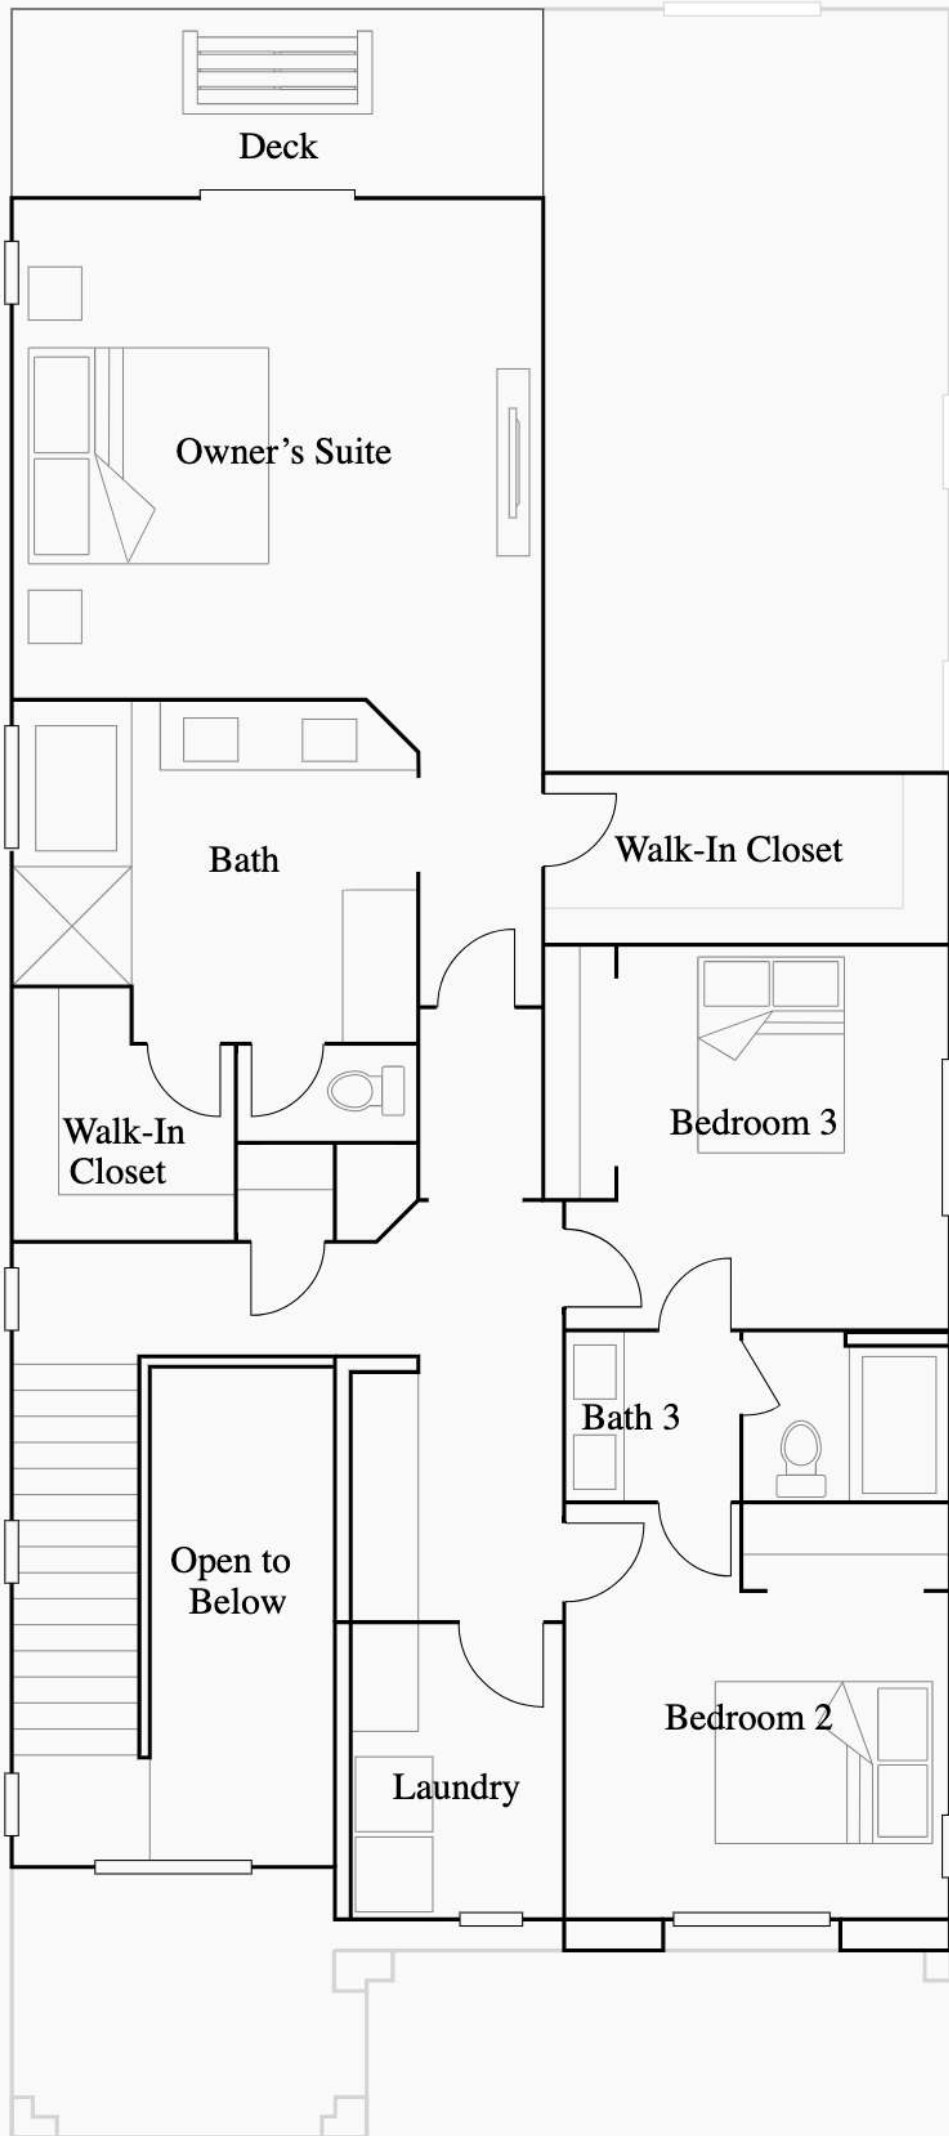 Deck
Owner’s Suite
Bath
Walk-In Closet
Walk-In
Closet
Bedroom 3
Bath 3
Open to
Below
Bedroom 2
Laundry